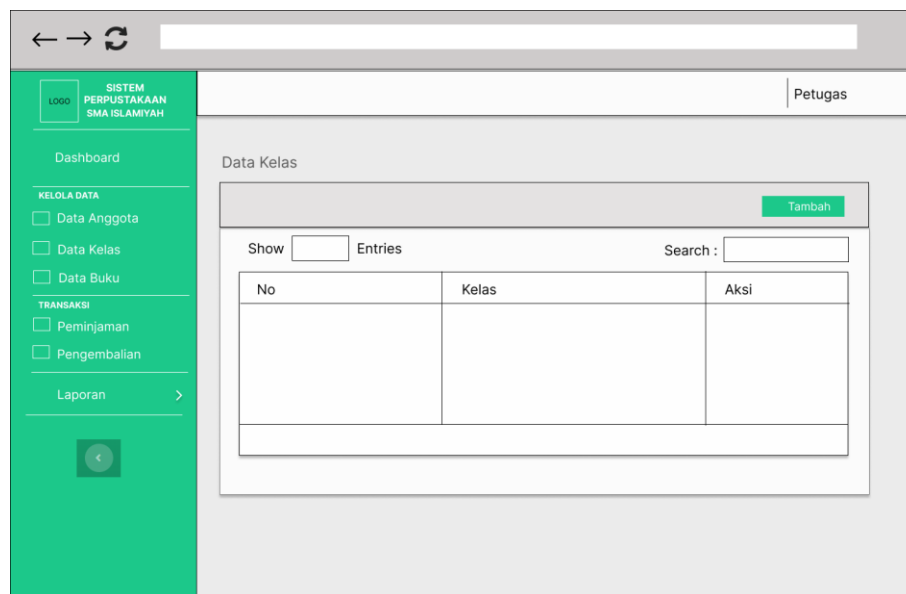 LOGO
SISTEM
PERPUSTAKAAN
SMA ISLAMIYAH
Petugas
Dashboard
KELOLA DATA
Data Anggota
Data Kelas
Data Buku
TRANSAKSI
Peminjaman
Pengembalian
Laporan
Data Kelas
Tambah
Show Entries Search :
No Kelas Aksi